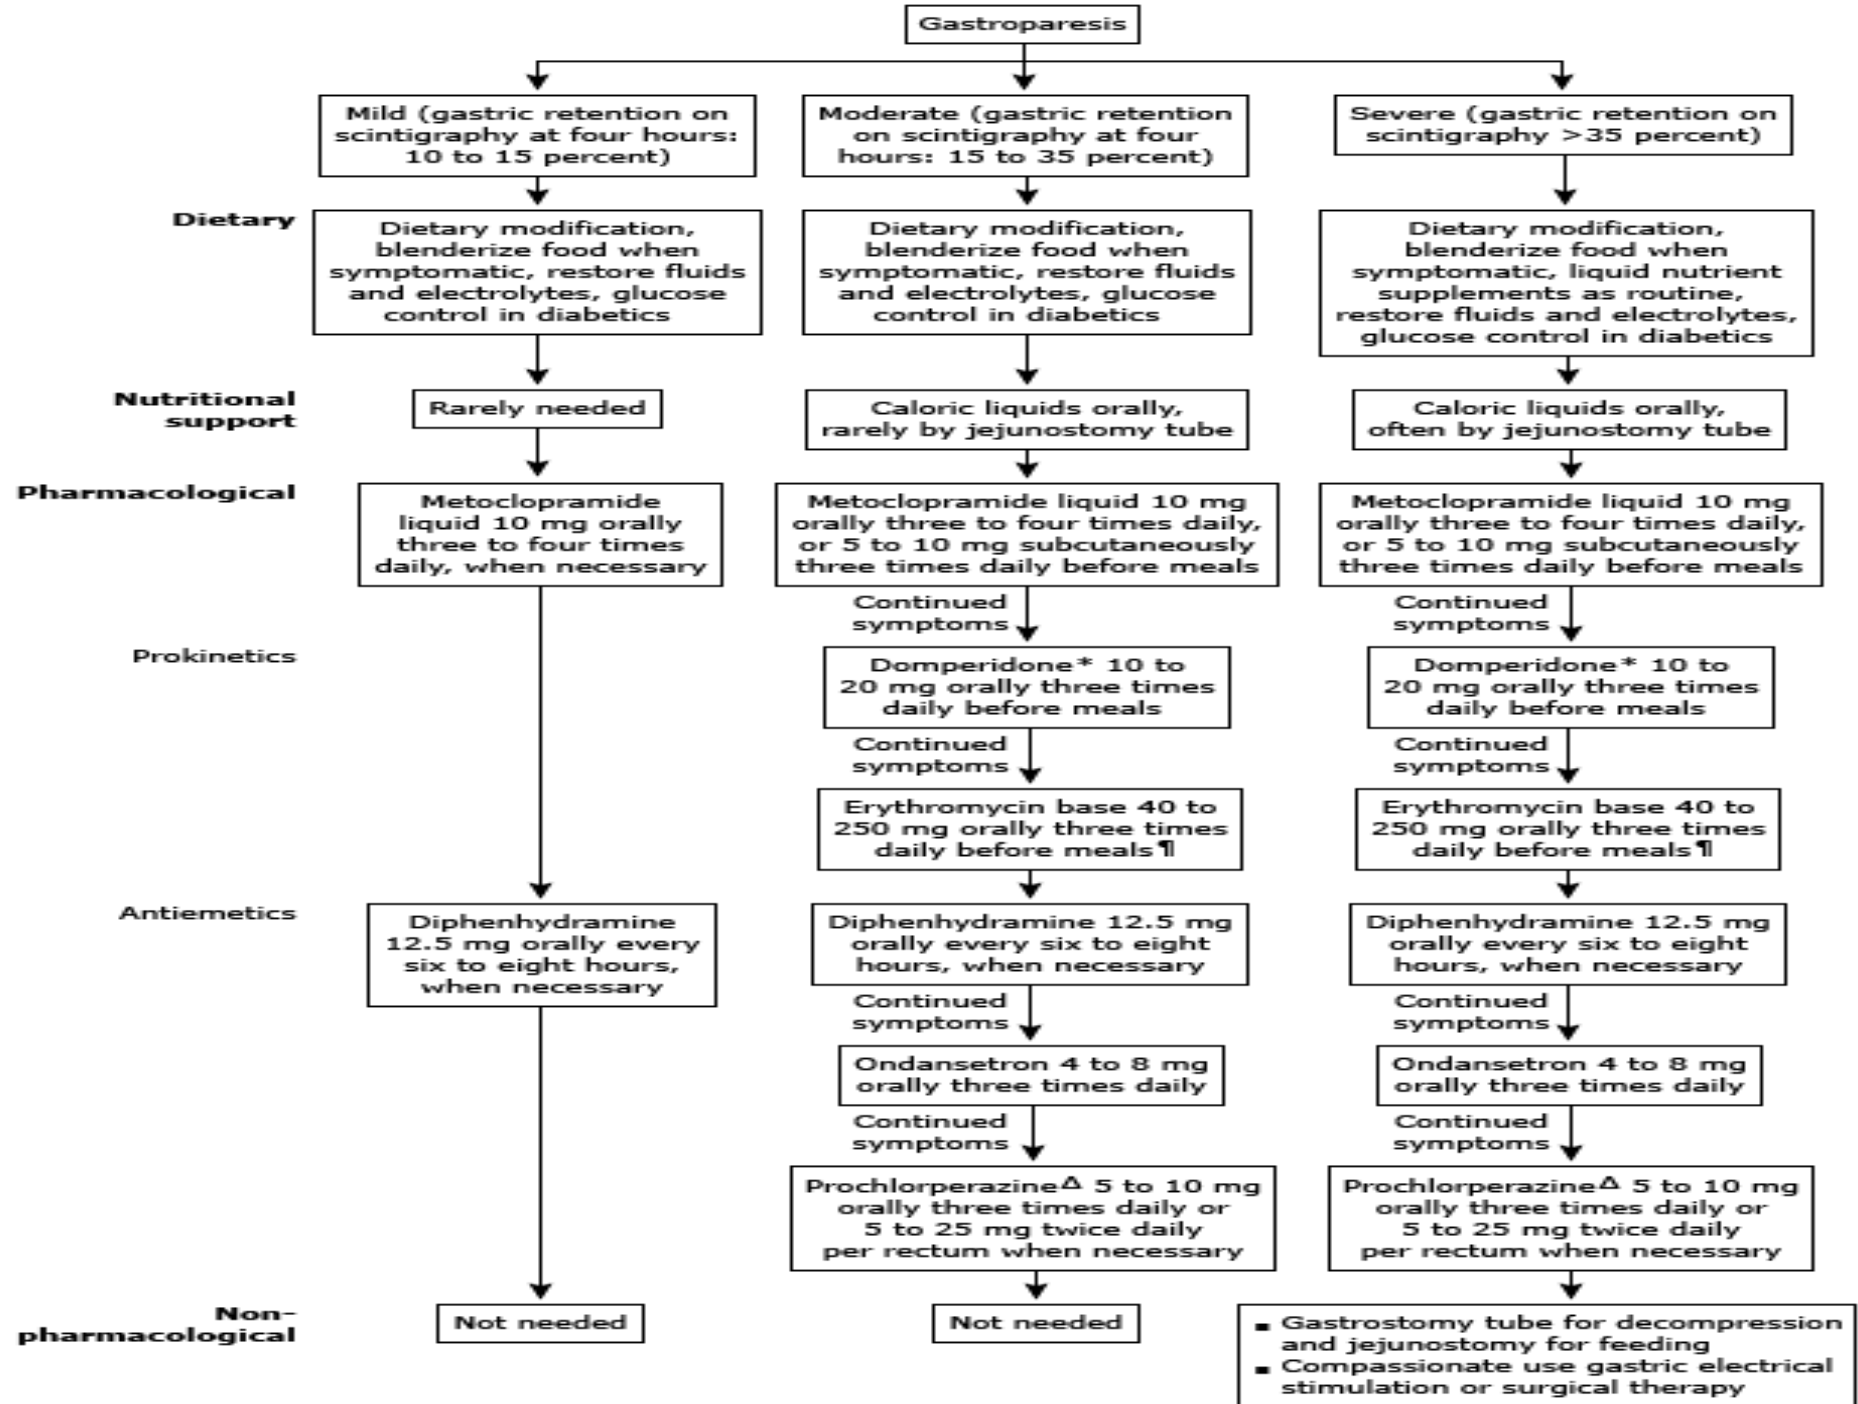 Gastroparesis
Mild (gastric retention on
scintigraphy at four hours:
10 to 15 percent)
Moderate (gastric retention
on scintigraphy at four
hours: 15 to 35 percent)
Severe (gastric retention on
scintigraphy >35 percent)
Dietary
Dietary modification,
blenderize food when
symptomatic, restore fluids
and electrolytes, glucose
control in diabetics
Dietary modification,
blenderize food when
symptomatic, restore fluids
and electrolytes, glucose
control in diabetics
Dietary modification,
blenderize food when
symptomatic, liquid nutrient
supplements as routine,
restore fluids and electrolytes,
glucose control in diabetics
Nutritional
support
Rarely needed
Caloric liquids orally,
rarely by jejunostomy tube
Caloric liquids orally,
often by jejunostomy tube
Pharmacological
Metoclopramide
liquid 10 mg orally
three to four times
daily, when necessary
Metoclopramide liquid 10 mg
orally three to four times daily,
or 5 to 10 mg subcutaneously
three times daily before meals
Metoclopramide liquid 10 mg
orally three to four times daily,
or 5 to 10 mg subcutaneously
three times daily before meals
Continued
symptoms
Continued
symptoms
Prokinetics
Domperidone* 10 to
20 mg orally three times
daily before meals
Domperidone* 10 to
20 mg orally three times
daily before meals
Continued
symptoms
Continued
symptoms
Erythromycin base 40 to
250 mg orally three times
daily before meals¶
Erythromycin base 40 to
250 mg orally three times
daily before meals¶
Antiemetics
Diphenhydramine
12.5 mg orally every
six to eight hours,
when necessary
Diphenhydramine 12.5 mg
orally every six to eight
hours, when necessary
Diphenhydramine 12.5 mg
orally every six to eight
hours, when necessary
Continued
symptoms
Continued
symptoms
Ondansetron 4 to 8 mg
orally three times daily
Ondansetron 4 to 8 mg
orally three times daily
Continued
symptoms
Continued
symptoms
ProchlorperazineΔ 5 to 10 mg
orally three times daily or
5 to 25 mg twice daily
per rectum when necessary
ProchlorperazineΔ 5 to 10 mg
orally three times daily or
5 to 25 mg twice daily
per rectum when necessary
Non-
pharmacological
Not needed
Not needed
▪ Gastrostomy tube for decompression
and jejunostomy for feeding
▪ Compassionate use gastric electrical
stimulation or surgical therapy